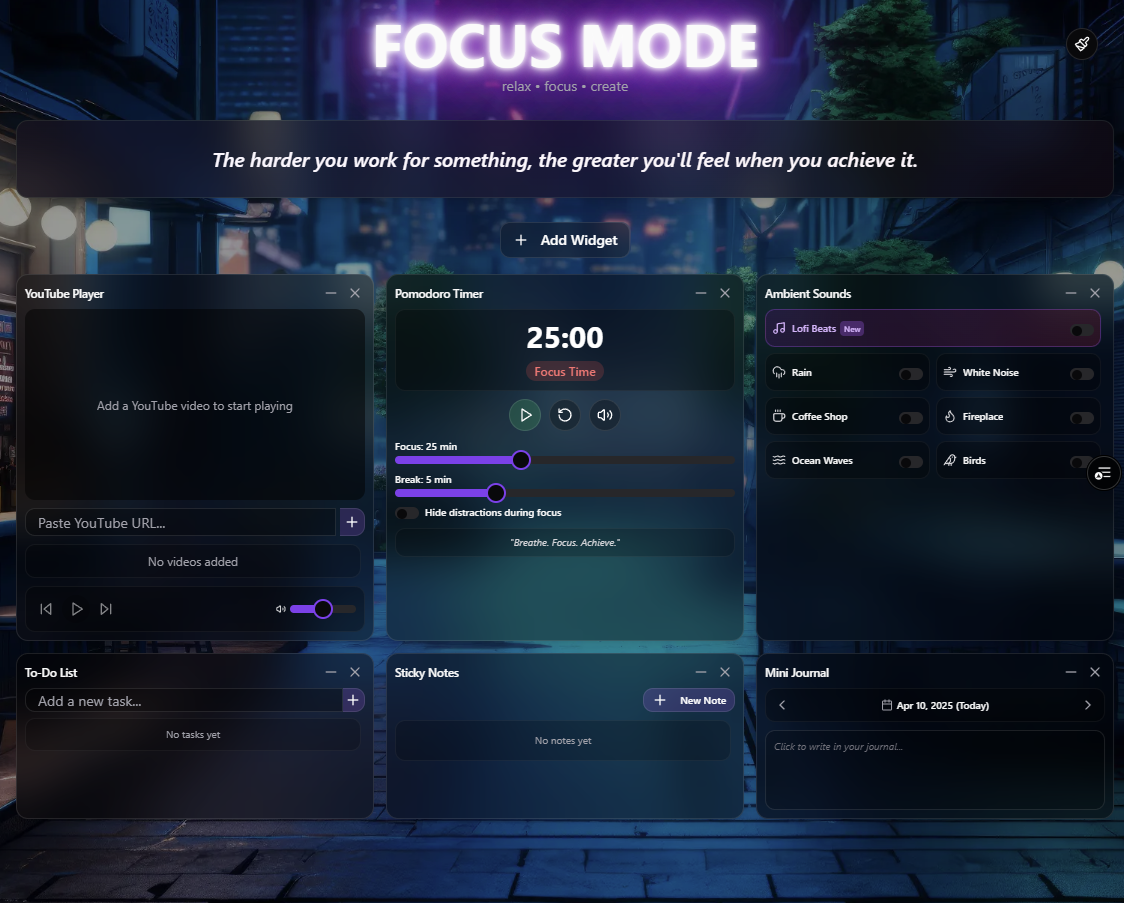 FOCUS MODE
relax • focus • create
The harder you work for something, the greater you'll feel when you achieve it.
Add Widget
YouTube Player
Add a YouTube video to start playing
Paste YouTube URL...
No videos added
Pomodoro Timer
25:00
Focus Time
Focus: 25 min
Break: 5 min
Hide distractions during focus
"Breathe. Focus. Achieve."
Ambient Sounds
Lofi Beats New
Rain
White Noise
Coffee Shop
Fireplace
Ocean Waves
Birds
To-Do List
Add a new task...
No tasks yet
Sticky Notes
New Note
No notes yet
Mini Journal
Apr 10, 2025 (Today)
Click to write in your journal...